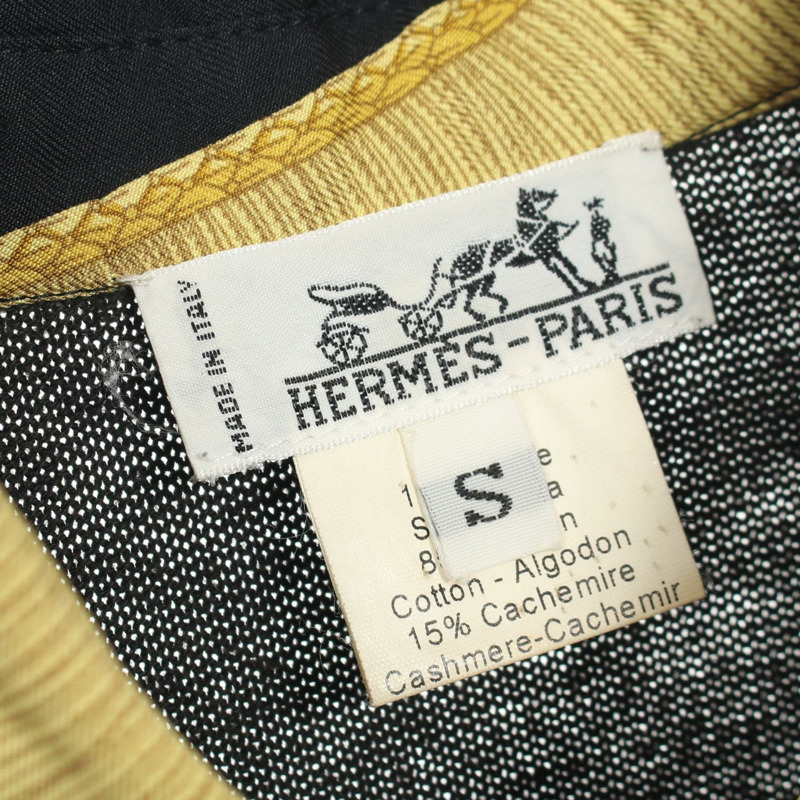 MADE IN ITALY
HERMES-PARIS
S
Cotton - Algodon
15% Cachemire
Cashmere-Cachemir